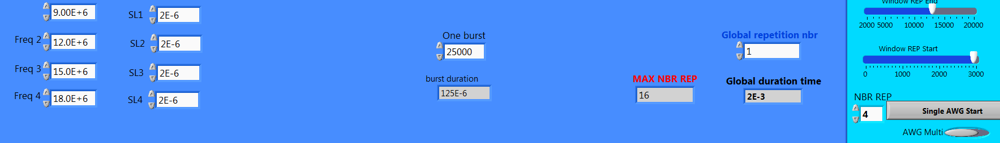 9.00E+6
SL1
2E-6
Freq 2
12.0E+6
SL2
2E-6
Freq 3
15.0E+6
SL3
2E-6
Freq 4
18.0E+6
SL4
2E-6
One burst
25000
burst duration
125E-6
MAX NBR REP
16
Global repetition nbr
1
Global duration time
2E-3
Window REP End
2000 5000 10000 15000 20000
Window REP Start
0 1000 2000 3000
NBR REP
4
Single AWG Start
AWG Multi